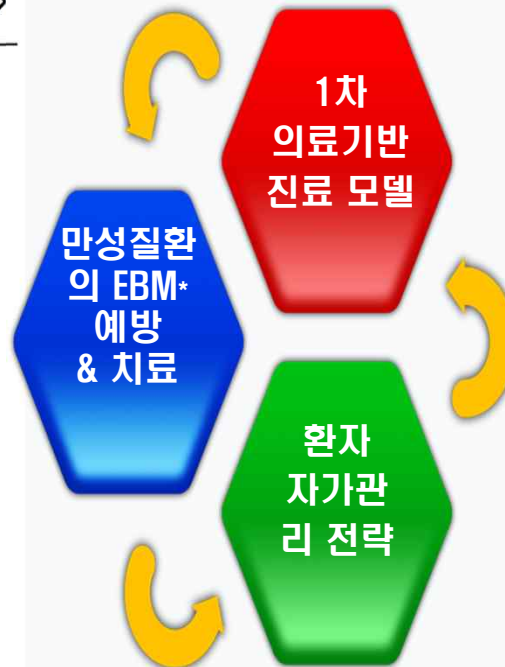 1차
의료기반
진료 모델
만성질환
의 EBM*
예방
& 치료
환자
자가관
리 전략